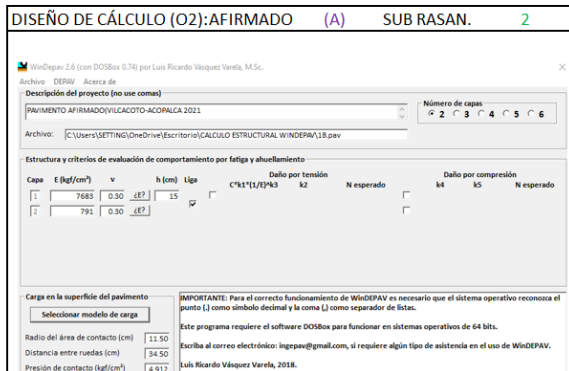 DISEÑO DE CÁLCULO (O2):AFIRMADO (A) SUB RASAN. 2
WinDepav 2.6 (con DOSBox 0.74) por Luis Ricardo Vásquez Varela, M.Sc.
Archivo DEPAV Acerca de
Descripción del proyecto (no use comas)
PAVIMENTO AFIRMADO(VILCACOTO-ACOPALCA 2021
Número de capas
2 3 4 5 6
Archivo: C:\Users\SETTING\OneDrive\Escritorio\CALCULO ESTRUCTURAL WINDEPAV\1B.pav
Estructura y criterios de evaluación de comportamiento por fatiga y ahuellamiento
Daño por tensión Daño por compresión
Capa E (kgf/cm²) v h (cm) Liga C*k1*(1/E)^k3 k2 N esperado k4 k5 N esperado
1 7683 0.30 ¿E? 15
2 791 0.30 ¿E?
Carga en la superficie del pavimento
Seleccionar modelo de carga
Radio del área de contacto (cm) 11.50
Distancia entre ruedas (cm) 34.50
Presión de contacto (kgf/cm²) 4.912
IMPORTANTE: Para el correcto funcionamiento de WinDEPAV es necesario que el sistema operativo reconozca el
punto (.) como símbolo decimal y la coma (,) como separador de listas.
Este programa requiere el software DOSBox para funcionar en sistemas operativos de 64 bits.
Escriba al correo electrónico: ingepav@gmail.com, si requiere algún tipo de asistencia en el uso de WinDEPAV.
Luis Ricardo Vásquez Varela, 2018.